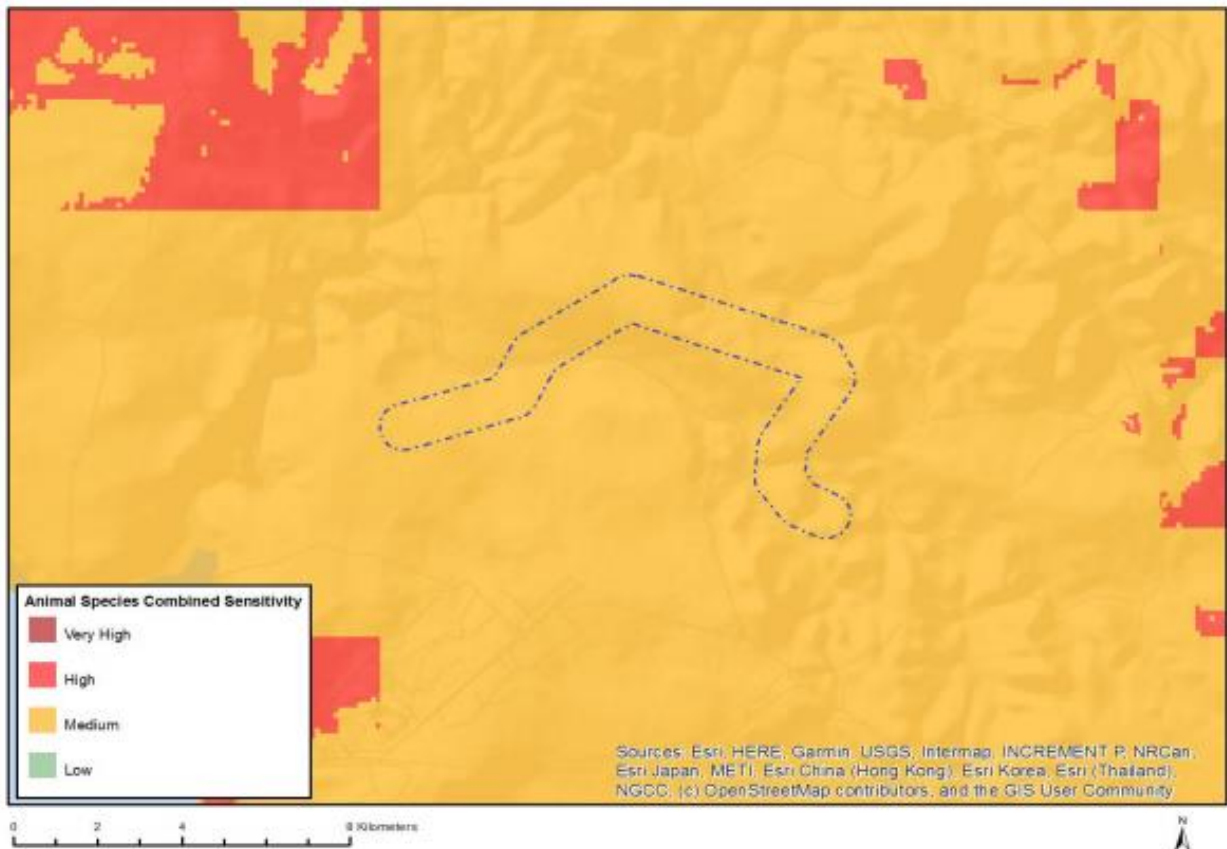 Animal Species Combined Sensitivity
Very High
High
Medium
Low
Sources: Esri, HERE, Garmin, USGS, Intermap, INCREMENT P, NRCan,
Esri Japan, METI, Esri China (Hong Kong), Esri Korea, Esri (Thailand),
NGCC, (c) OpenStreetMap contributors, and the GIS User Community
0 2 4 8 Kilometers
N